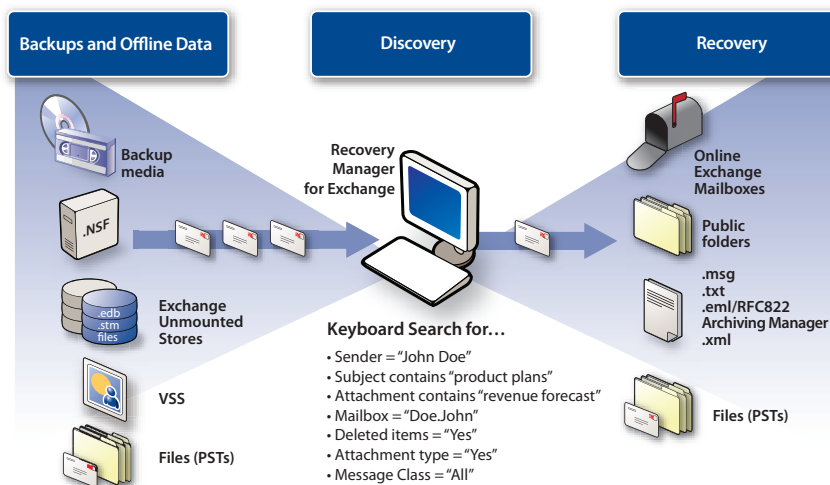 Backups and Offline Data
Discovery
Recovery
Backup
media
.NSF
.edb
.stm
files
Exchange
Unmounted
Stores
VSS
Files (PSTs)
Recovery
Manager
for Exchange
Keyboard Search for...
• Sender = “John Doe”
• Subject contains “product plans”
• Attachment contains “revenue forecast”
• Mailbox = “Doe.John”
• Deleted items = “Yes”
• Attachment type = “Yes”
• Message Class = “All”
Online
Exchange
Mailboxes
Public
folders
.msg
.txt
.eml/RFC822
Archiving Manager
.xml
Files (PSTs)